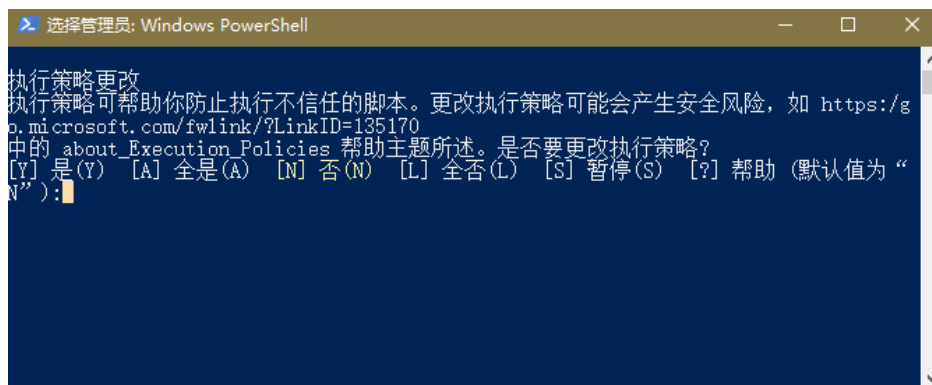 选择管理员: Windows PowerShell
执行策略更改
执行策略可帮助你防止执行不信任的脚本。更改执行策略可能会产生安全风险，如 https:/g
o.microsoft.com/fwlink/?LinkID=135170
中的 about_Execution_Policies 帮助主题所述。是否要更改执行策略?
[Y] 是(Y)  [A] 全是(A)  [N] 否(N)  [L] 全否(L)  [S] 暂停(S)  [?] 帮助 (默认值为“
N”):